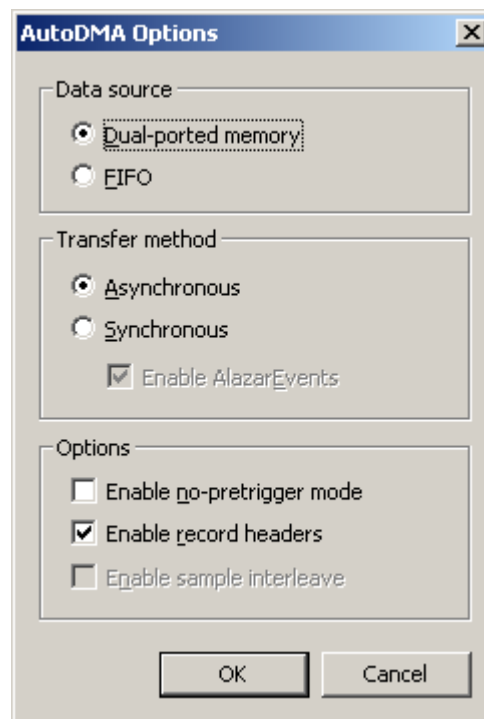 AutoDMA Options
Data source
Dual-ported memory
FIFO
Transfer method
Asynchronous
Synchronous
Enable AlazarEvents
Options
Enable no-pretrigger mode
Enable record headers
Enable sample interleave
OK Cancel